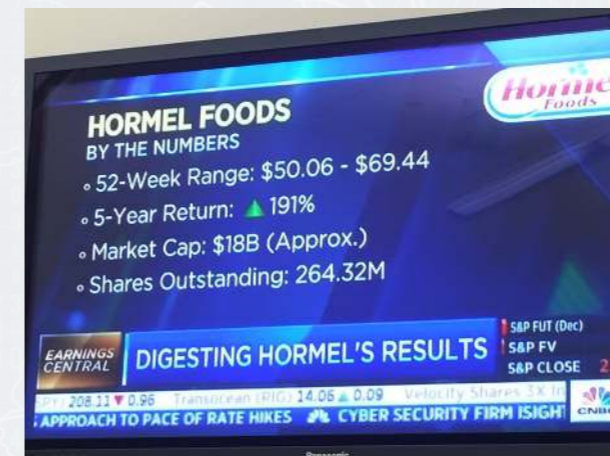 Hormel
Foods
HORMEL FOODS
BY THE NUMBERS
◦ 52-Week Range: $50.06 - $69.44
◦ 5-Year Return: ▲ 191%
◦ Market Cap: $18B (Approx.)
◦ Shares Outstanding: 264.32M
EARNINGS
CENTRAL
DIGESTING HORMEL'S RESULTS
S&P FUT (Dec)
S&P FV
S&P CLOSE 2
208.11 ▼ 0.96 Transocean (RIG) 14.06 ▲ 0.09 Velocity Shares 3X In
APPROACH TO PACE OF RATE HIKES CYBER SECURITY FIRM ISIGHT
CNBC
Panasonic